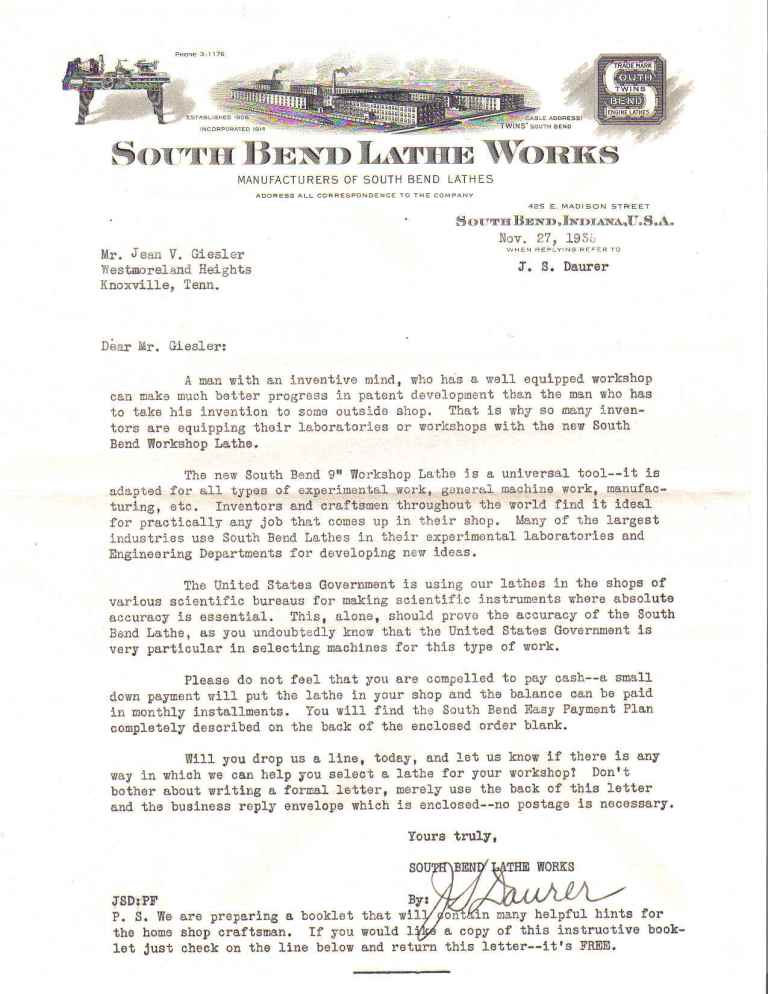 Phone 3-1176
TRADE MARK
SOUTH
TWINS
BEND
ENGINE LATHES
ESTABLISHED 1906
INCORPORATED 1914
CABLE ADDRESS:
"TWINS" SOUTH BEND
SOUTH BEND LATHE WORKS
MANUFACTURERS OF SOUTH BEND LATHES
ADDRESS ALL CORRESPONDENCE TO THE COMPANY
425 E. MADISON STREET
SOUTH BEND, INDIANA, U.S.A.
Nov. 27,
WHEN REPLYING REFER TO
J. S. Daurer
Mr. Jean V. Giesler
Westmoreland Heights
Knoxville, Tenn.
Dear Mr. Giesler:
A man with an inventive mind, who has a well equipped workshop
can make much better progress in patent development than the man who has
to take his invention to some outside shop. That is why so many inven-
tors are equipping their laboratories or workshops with the new South
Bend Workshop Lathe.
The new South Bend 9" Workshop Lathe is a universal tool--it is
adapted for all types of experimental work, general machine work, manufac-
turing, etc. Inventors and craftsmen throughout the world find it ideal
for practically any job that comes up in their shop. Many of the largest
industries use South Bend Lathes in their experimental laboratories and
Engineering Departments for developing new ideas.
The United States Government is using our lathes in the shops of
various scientific bureaus for making scientific instruments where absolute
accuracy is essential. This, alone, should prove the accuracy of the South
Bend Lathe, as you undoubtedly know that the United States Government is
very particular in selecting machines for this type of work.
Please do not feel that you are compelled to pay cash--a small
down payment will put the lathe in your shop and the balance can be paid
in monthly installments. You will find the South Bend Easy Payment Plan
completely described on the back of the enclosed order blank.
Will you drop us a line, today, and let us know if there is any
way in which we can help you select a lathe for your workshop? Don't
bother about writing a formal letter, merely use the back of this letter
and the business reply envelope which is enclosed--no postage is necessary.
Yours truly,
SOUTH BEND LATHE WORKS
JSD:PF
By: JS Daurer
P. S. We are preparing a booklet that will contain many helpful hints for
the home shop craftsman. If you would like a copy of this instructive book-
let just check on the line below and return this letter--it's FREE.